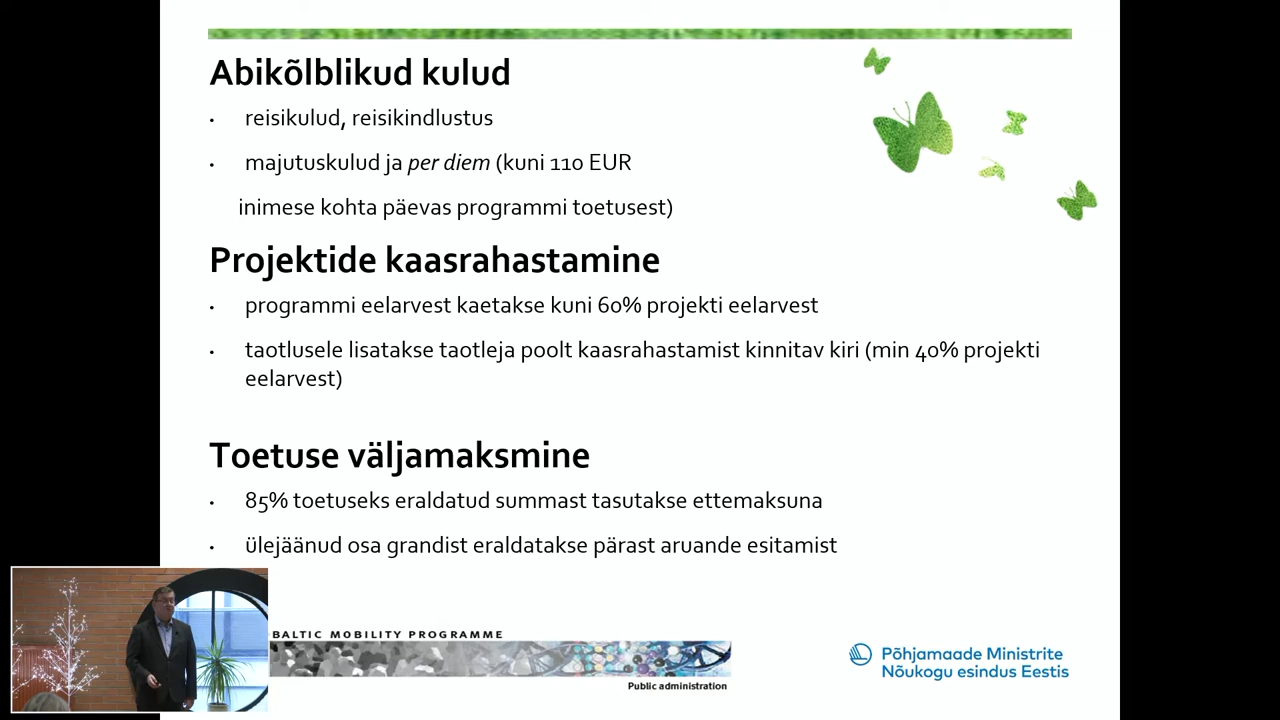 Abikõlblikud kulud
• reisikulud, reisikindlustus
• majutuskulud ja per diem (kuni 110 EUR
inimese kohta päevas programmi toetusest)
Projektide kaasrahastamine
• programmi eelarvest kaetakse kuni 60% projekti eelarvest
• taotlusele lisatakse taotleja poolt kaasrahastamist kinnitav kiri (min 40% projekti
eelarvest)
Toetuse väljamaksmine
• 85% toetuseks eraldatud summast tasutakse ettemaksuna
• ülejäänud osa grandist eraldatakse pärast aruande esitamist
BALTIC MOBILITY PROGRAMME
Public administration
Põhjamaade Ministrite
Nõukogu esindus Eestis